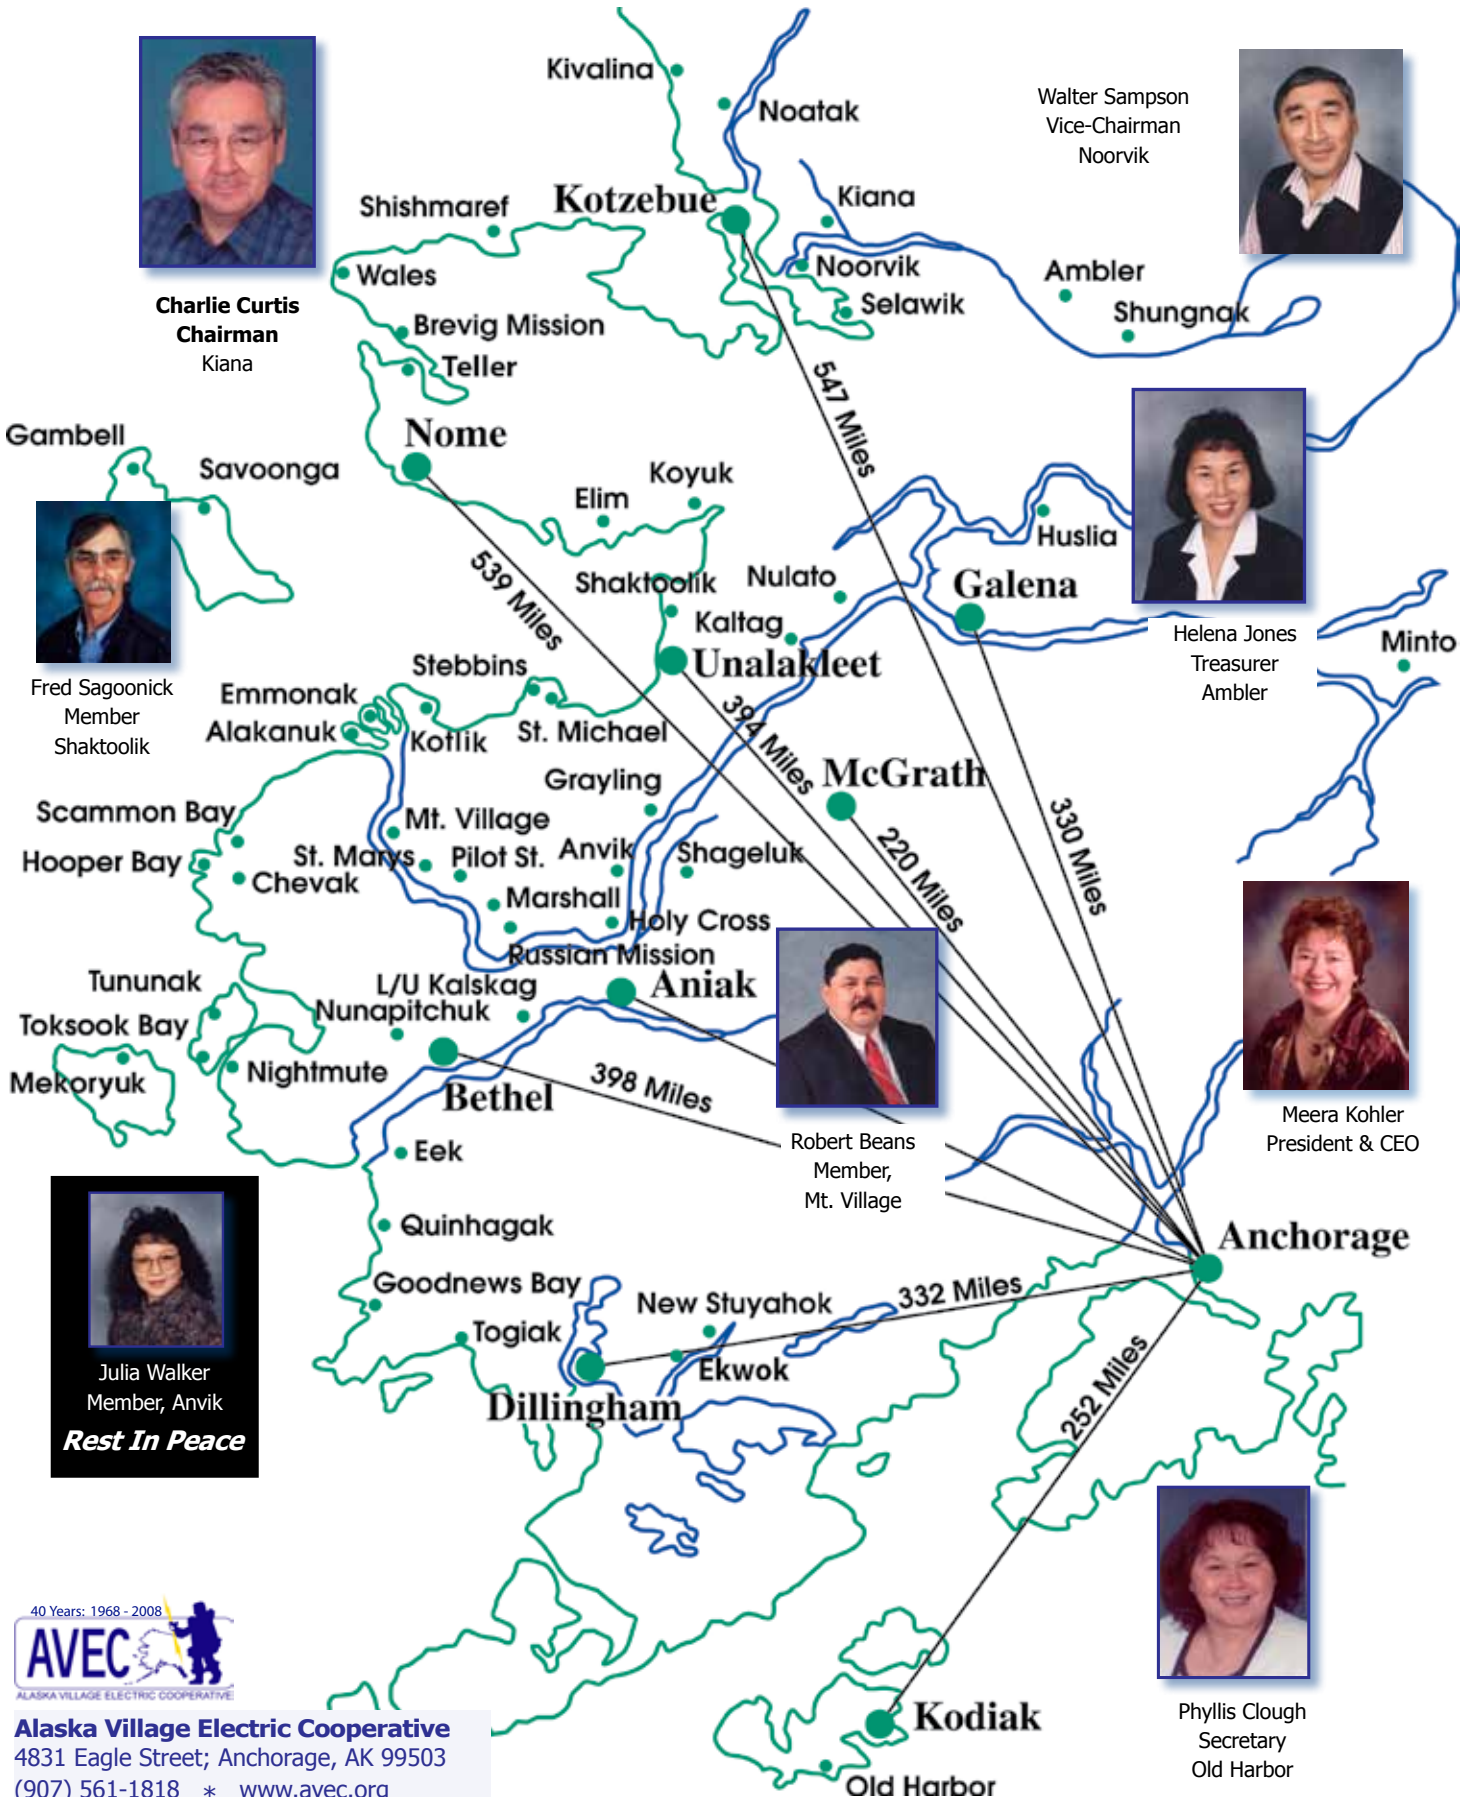 Kivalina
Noatak
Walter Sampson
Vice-Chairman
Noorvik
Shishmaref
Kotzebue
Kiana
Wales
Noorvik
Ambler
Selawik
Shungnak
Charlie Curtis
Chairman
Kiana
Brevig Mission
Teller
547 Miles
Gambell
Nome
Savoonga
Koyuk
Elim
Huslia
539 Miles
Shaktoolik
Nulato
Galena
Kaltag
Helena Jones
Treasurer
Ambler
Minto
Unalakleet
Stebbins
Fred Sagoonick
Member
Shaktoolik
Emmonak
Alakanuk
Kotlik
St. Michael
394 Miles
McGrath
Grayling
330 Miles
Scammon Bay
Mt. Village
220 Miles
Hooper Bay
St. Marys
Pilot St.
Anvik
Shageluk
Chevak
Marshall
Holy Cross
Russian Mission
Tununak
L/U Kalskag
Aniak
Nunapitchuk
Toksook Bay
Mekoryuk
Nightmute
398 Miles
Bethel
Meera Kohler
President & CEO
Robert Beans
Member,
Mt. Village
Eek
Quinhagak
Anchorage
Goodnews Bay
New Stuyahok
332 Miles
Togiak
Ekwok
Julia Walker
Member, Anvik
Rest In Peace
Dillingham
252 Miles
40 Years: 1968 - 2008
AVEC
ALASKA VILLAGE ELECTRIC COOPERATIVE
Kodiak
Phyllis Clough
Secretary
Old Harbor
Alaska Village Electric Cooperative
4831 Eagle Street; Anchorage, AK 99503
(907) 561-1818 * www.avec.org
Old Harbor